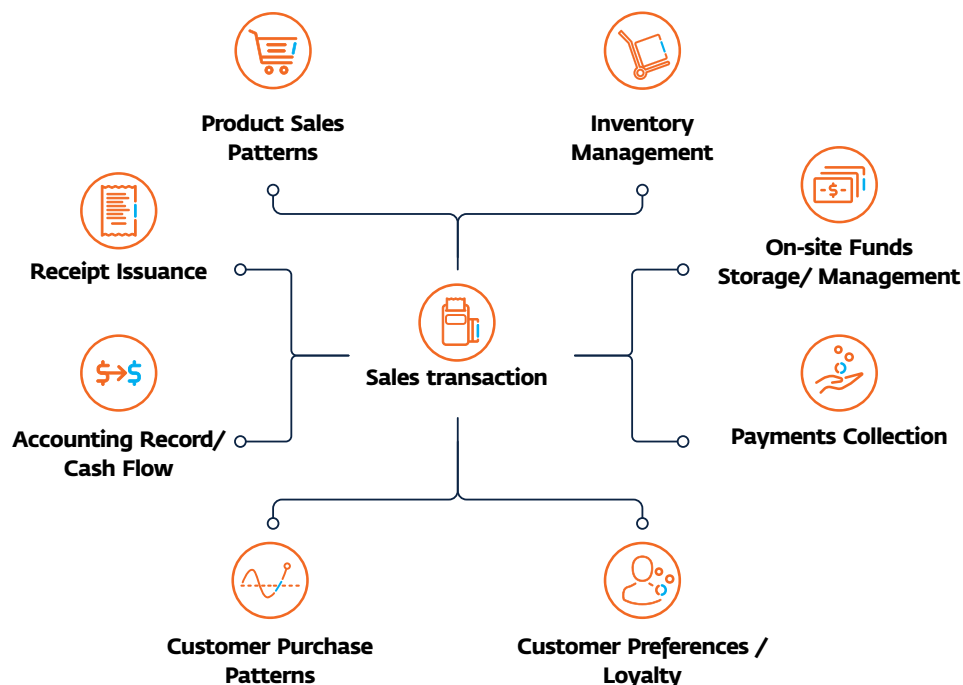 Product Sales
Patterns
Inventory
Management
-$-
Receipt Issuance
On-site Funds
Storage/ Management
Sales transaction
$→$
Accounting Record/
Cash Flow
Payments Collection
Customer Purchase
Patterns
Customer Preferences /
Loyalty